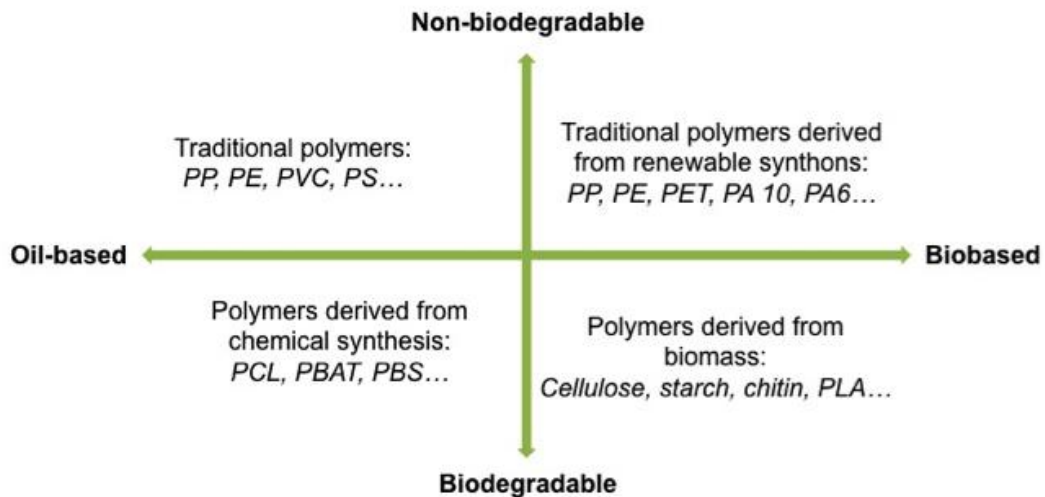 Non-biodegradable
Traditional polymers:
PP, PE, PVC, PS…
Traditional polymers derived
from renewable synthons:
PP, PE, PET, PA 10, PA6…
Oil-based
Biobased
Polymers derived from
chemical synthesis:
PCL, PBAT, PBS…
Polymers derived from
biomass:
Cellulose, starch, chitin, PLA…
Biodegradable